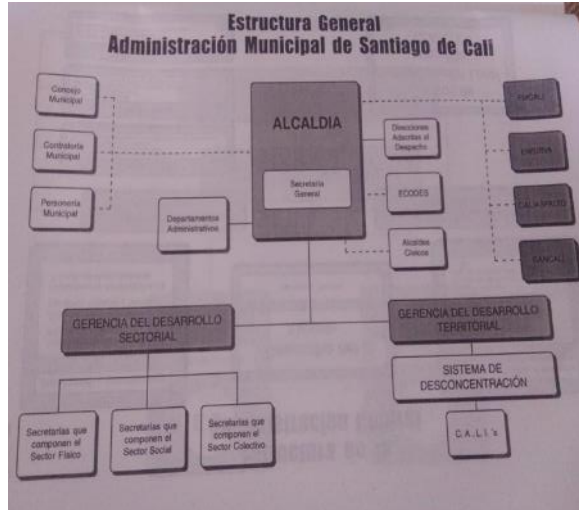 Estructura General
Administración Municipal de Santiago de Cali
Concejo
Municipal
Contraloría
Municipal
Personería
Municipal
ALCALDIA
Secretaría
General
Departamentos
Administrativos
Direcciones
Adscritas al
Despacho
ECODES
Alcaldes
Cívicos
EMCALI
EMSIRVA
BANCALI
GERENCIA DEL DESARROLLO
SECTORIAL
GERENCIA DEL DESARROLLO
TERRITORIAL
Secretarías que
componen el
Sector Físico
Secretarías que
componen el
Sector Social
Secretarías que
componen el
Sector Colectivo
SISTEMA DE
DESCONCENTRACIÓN
C.A.L.I.'s